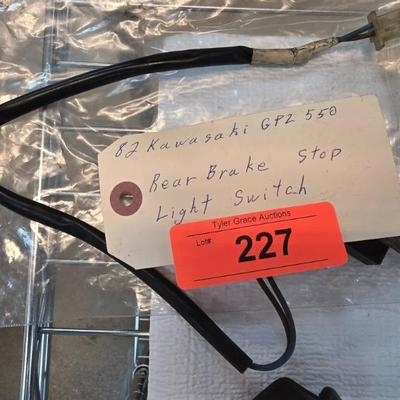 82 Kawasaki GPZ 550
Rear Brake Stop
Light Switch
Tyler Grace Auctions
Lot#: 227